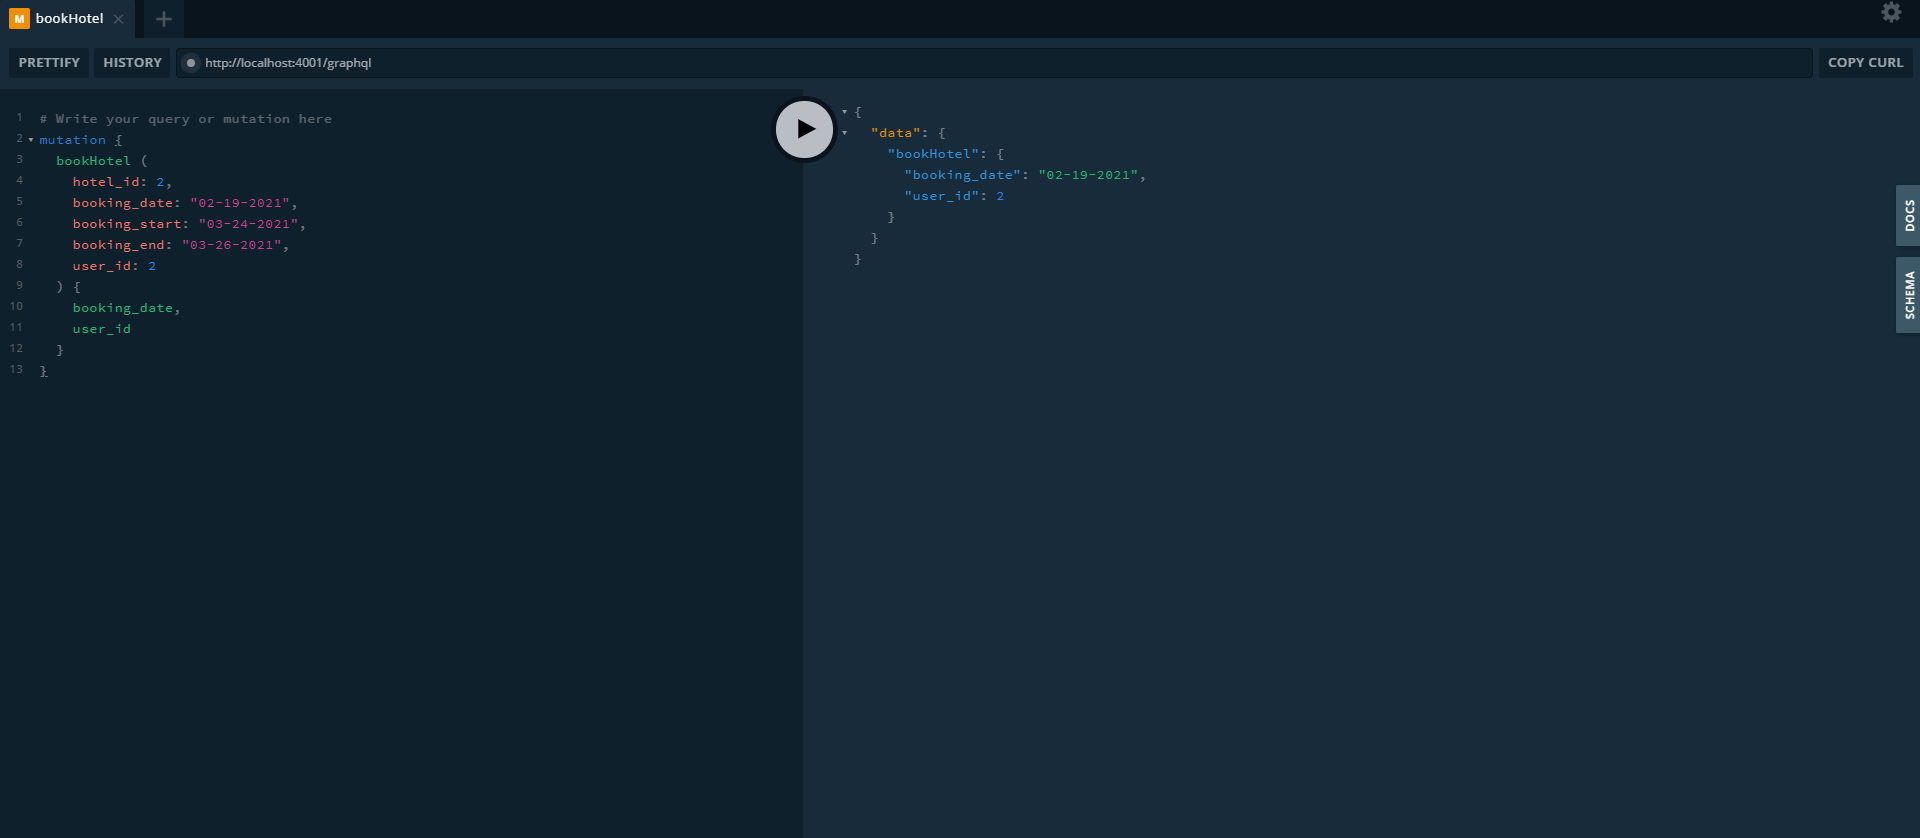 M bookHotel × +
PRETTIFY HISTORY http://localhost:4001/graphql COPY CURL
1 # Write your query or mutation here
2 mutation {
3 bookHotel (
4 hotel_id: 2,
5 booking_date: "02-19-2021",
6 booking_start: "03-24-2021",
7 booking_end: "03-26-2021",
8 user_id: 2
9 ) {
10 booking_date,
11 user_id
12 }
13 }
{
"data": {
"bookHotel": {
"booking_date": "02-19-2021",
"user_id": 2
}
}
}
DOCS
SCHEMA